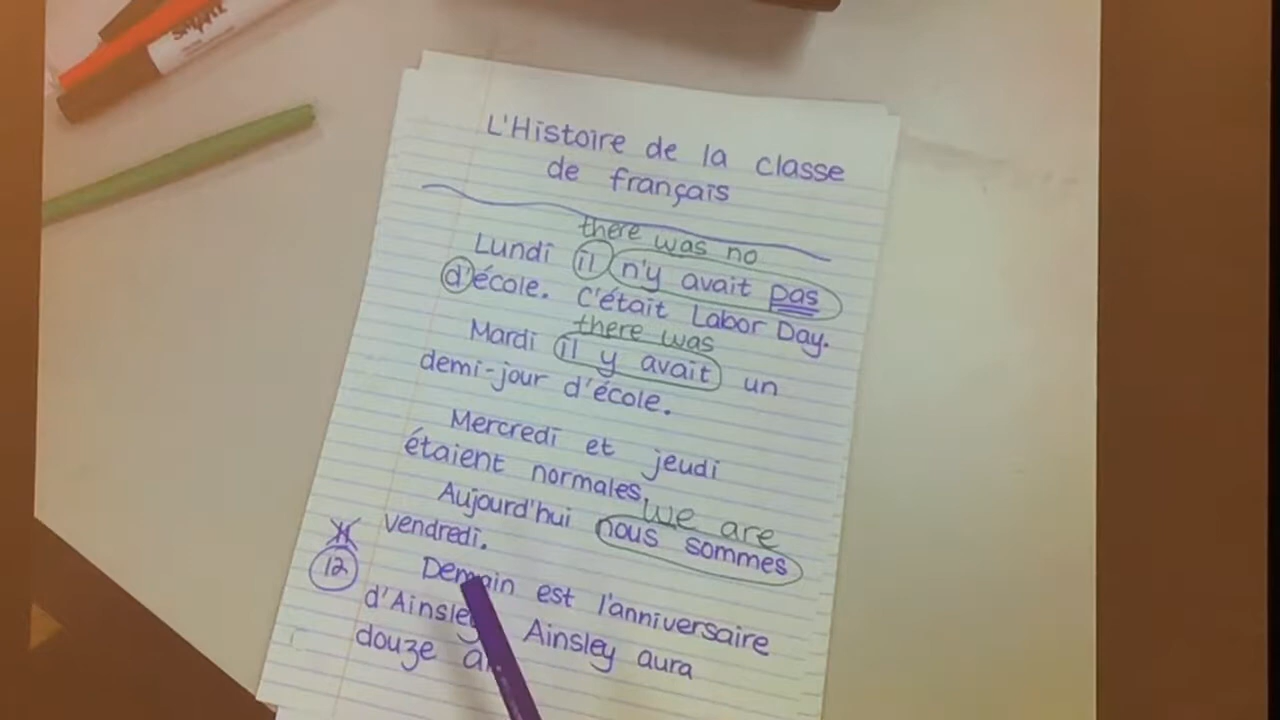 L'Histoire de la classe
de français
there was no
Lundi il n'y avait pas
d'école. C'était Labor Day.
there was
Mardi il y avait un
demi-jour d'école.
Mercredi et jeudi
étaient normales.
we are
Aujourd'hui nous sommes
vendredi.
12
Demain est l'anniversaire
d'Ainsley Ainsley aura
douze